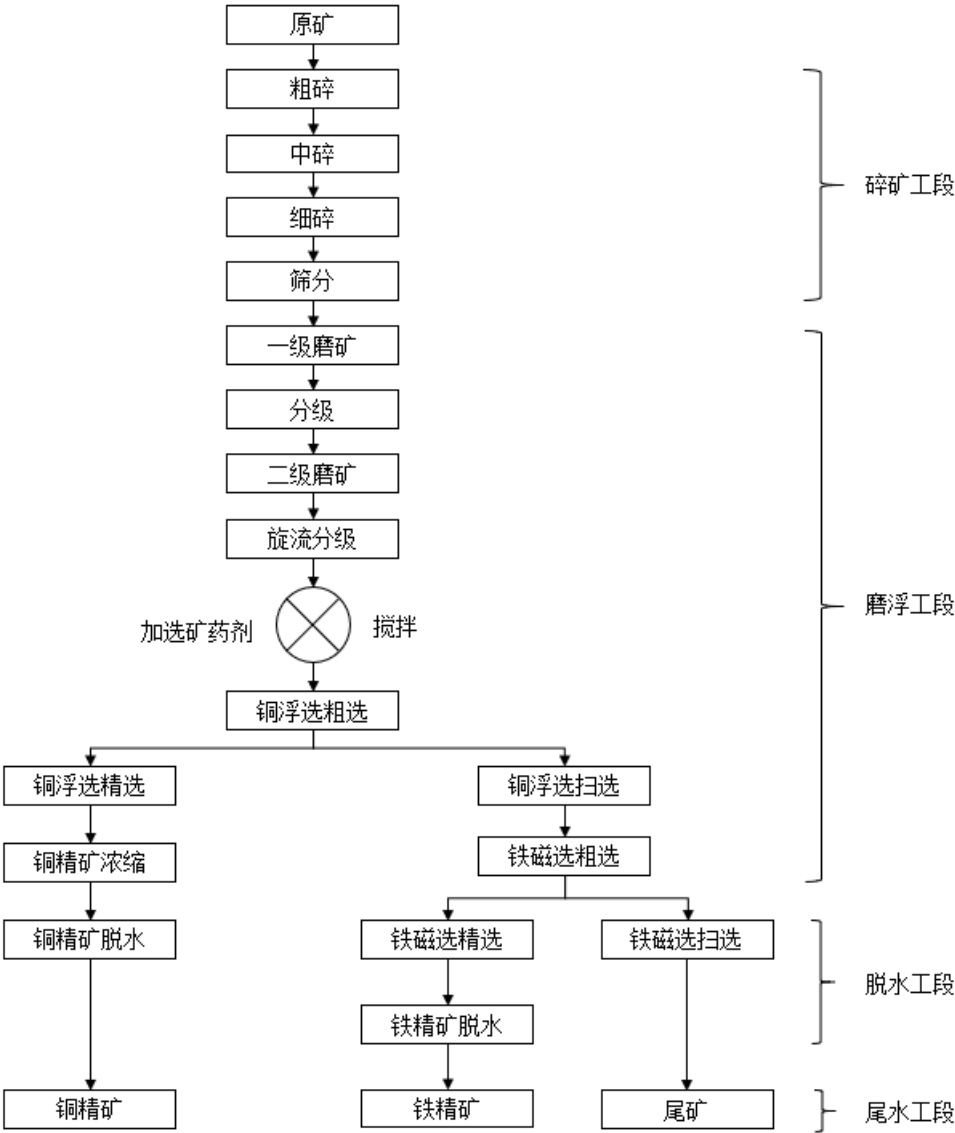 原矿
粗碎
中碎
细碎
筛分
碎矿工段
一级磨矿
分级
二级磨矿
旋流分级
加选矿药剂
搅拌
铜浮选粗选
磨浮工段
铜浮选精选
铜浮选扫选
铜精矿浓缩
铁磁选粗选
铜精矿脱水
铁磁选精选
铁磁选扫选
铁精矿脱水
脱水工段
铜精矿
铁精矿
尾矿
尾水工段